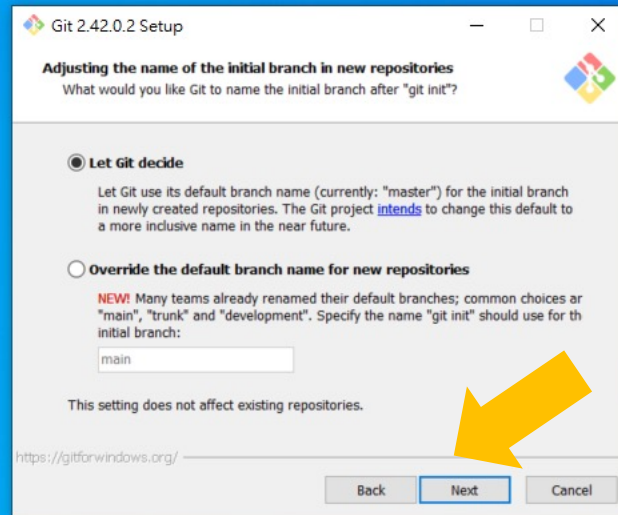 Git 2.42.0.2 Setup
Adjusting the name of the initial branch in new repositories
What would you like Git to name the initial branch after "git init"?
Let Git decide
Let Git use its default branch name (currently: "master") for the initial branch
in newly created repositories. The Git project intends to change this default to
a more inclusive name in the near future.
Override the default branch name for new repositories
NEW! Many teams already renamed their default branches; common choices ar
"main", "trunk" and "development". Specify the name "git init" should use for th
initial branch:
main
This setting does not affect existing repositories.
https://gitforwindows.org/
Back Next Cancel